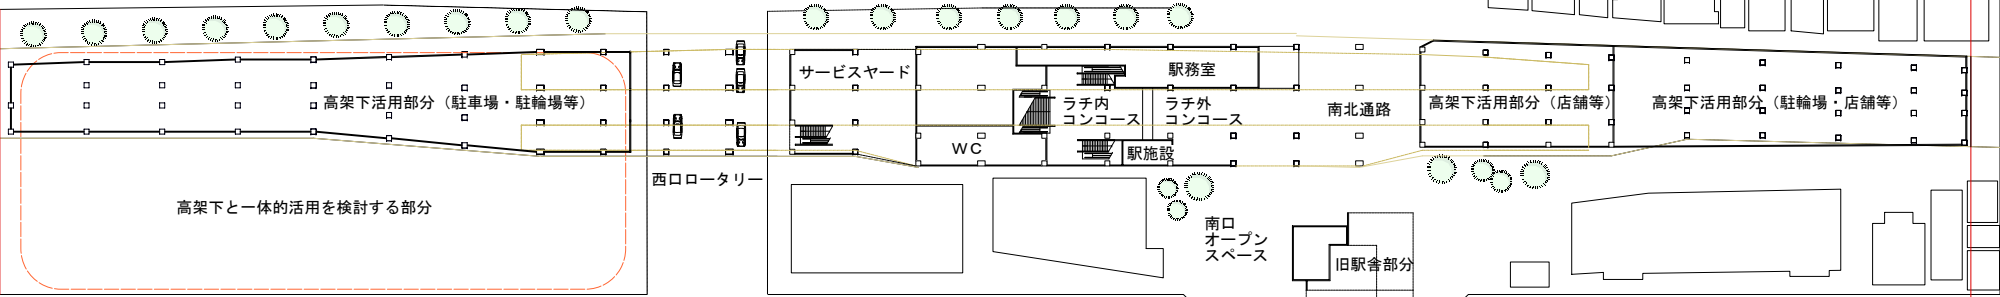 高架下活用部分（駐車場・駐輪場等）
高架下と一体的活用を検討する部分
西口ロータリー
サービスヤード
WC
駅務室
ラチ内
コンコース
ラチ外
コンコース
駅施設
南北通路
高架下活用部分（店舗等）
高架下活用部分（駐輪場・店舗等）
南口
オープン
スペース
旧駅舎部分